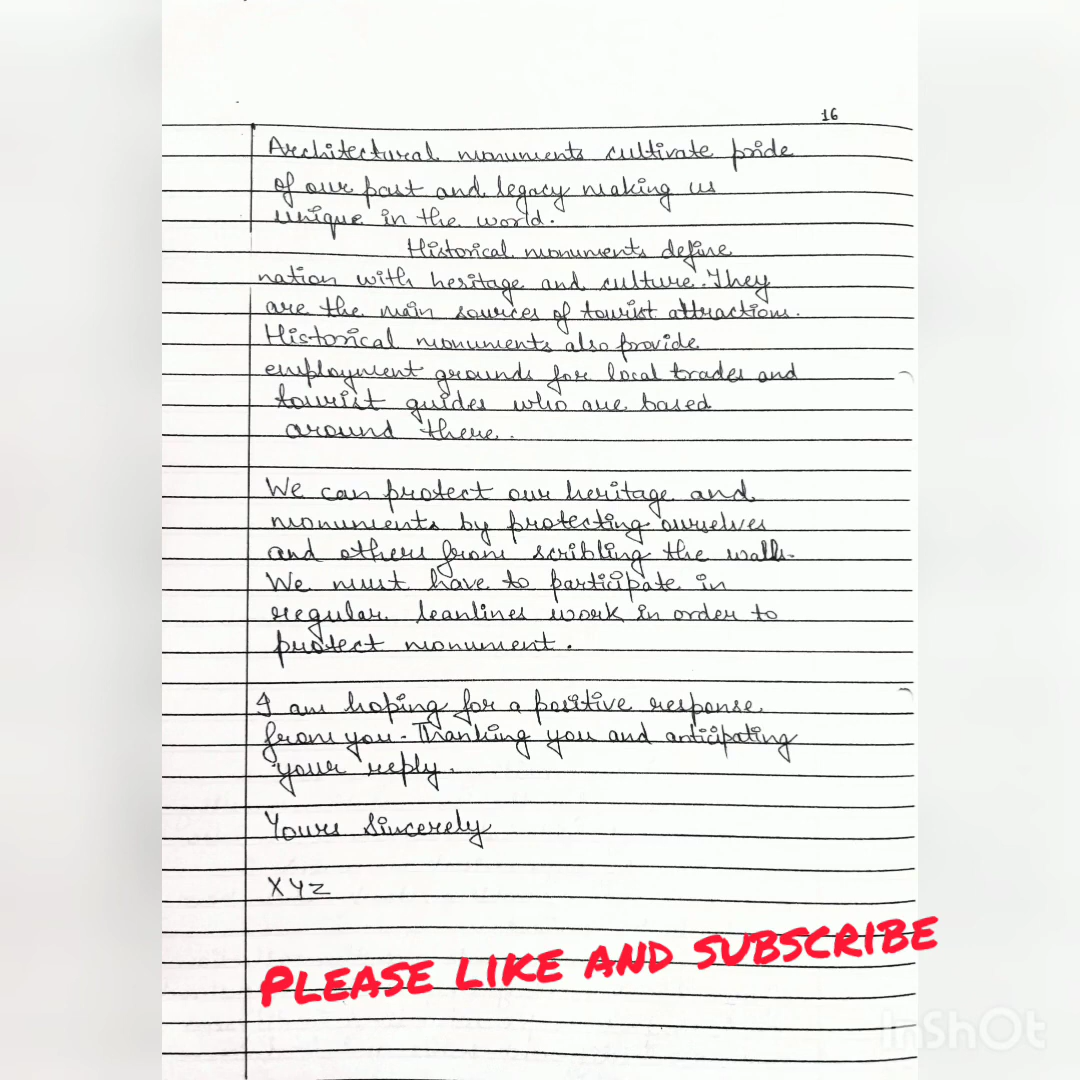 16
Architectural monuments cultivate pride
of our past and legacy making us
unique in the world.
Historical monuments define
nation with heritage and culture. They
are the main sources of tourist attractions.
Historical monuments also provide
employment grounds for local trades and
tourist guides who are based
around there.
We can protect our heritage and
monuments by protecting ourselves
and others from scribling the walls.
We must have to participate in
regular leanlines work in order to
protect monument.
I am hoping for a positive response
from you. Thanking you and anticipating
your reply.
Yours Sincerely
XYZ
PLEASE LIKE AND SUBSCRIBE
InShOt